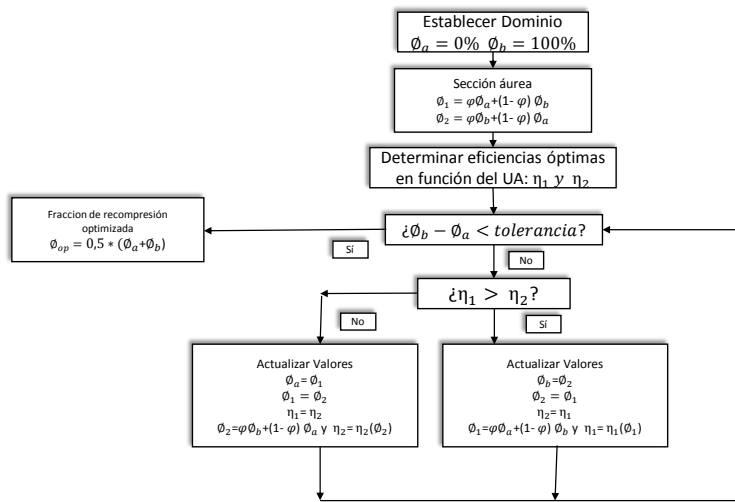 Establecer Dominio
∅𝑎 = 0% ∅𝑏 = 100%
Sección áurea
∅1 = φ∅𝑎+(1- φ) ∅𝑏
∅2 = φ∅𝑏+(1- φ) ∅𝑎
Determinar eficiencias óptimas
en función del UA: η1 y η2
Fraccion de recompresión
optimizada
∅𝑜𝑝 = 0,5 * (∅𝑎+∅𝑏)
¿∅𝑏 − ∅𝑎 < tolerancia?
Sí
No
¿η1 > η2?
No
Sí
Actualizar Valores
∅𝑎= ∅1
∅1 = ∅2
η1= η2
∅2=φ∅𝑏+(1- φ) ∅𝑎 y η2= η2(∅2)
Actualizar Valores
∅𝑏=∅2
∅2 = ∅1
η2= η1
∅1=φ∅𝑎+(1- φ) ∅𝑏 y η1= η1(∅1)